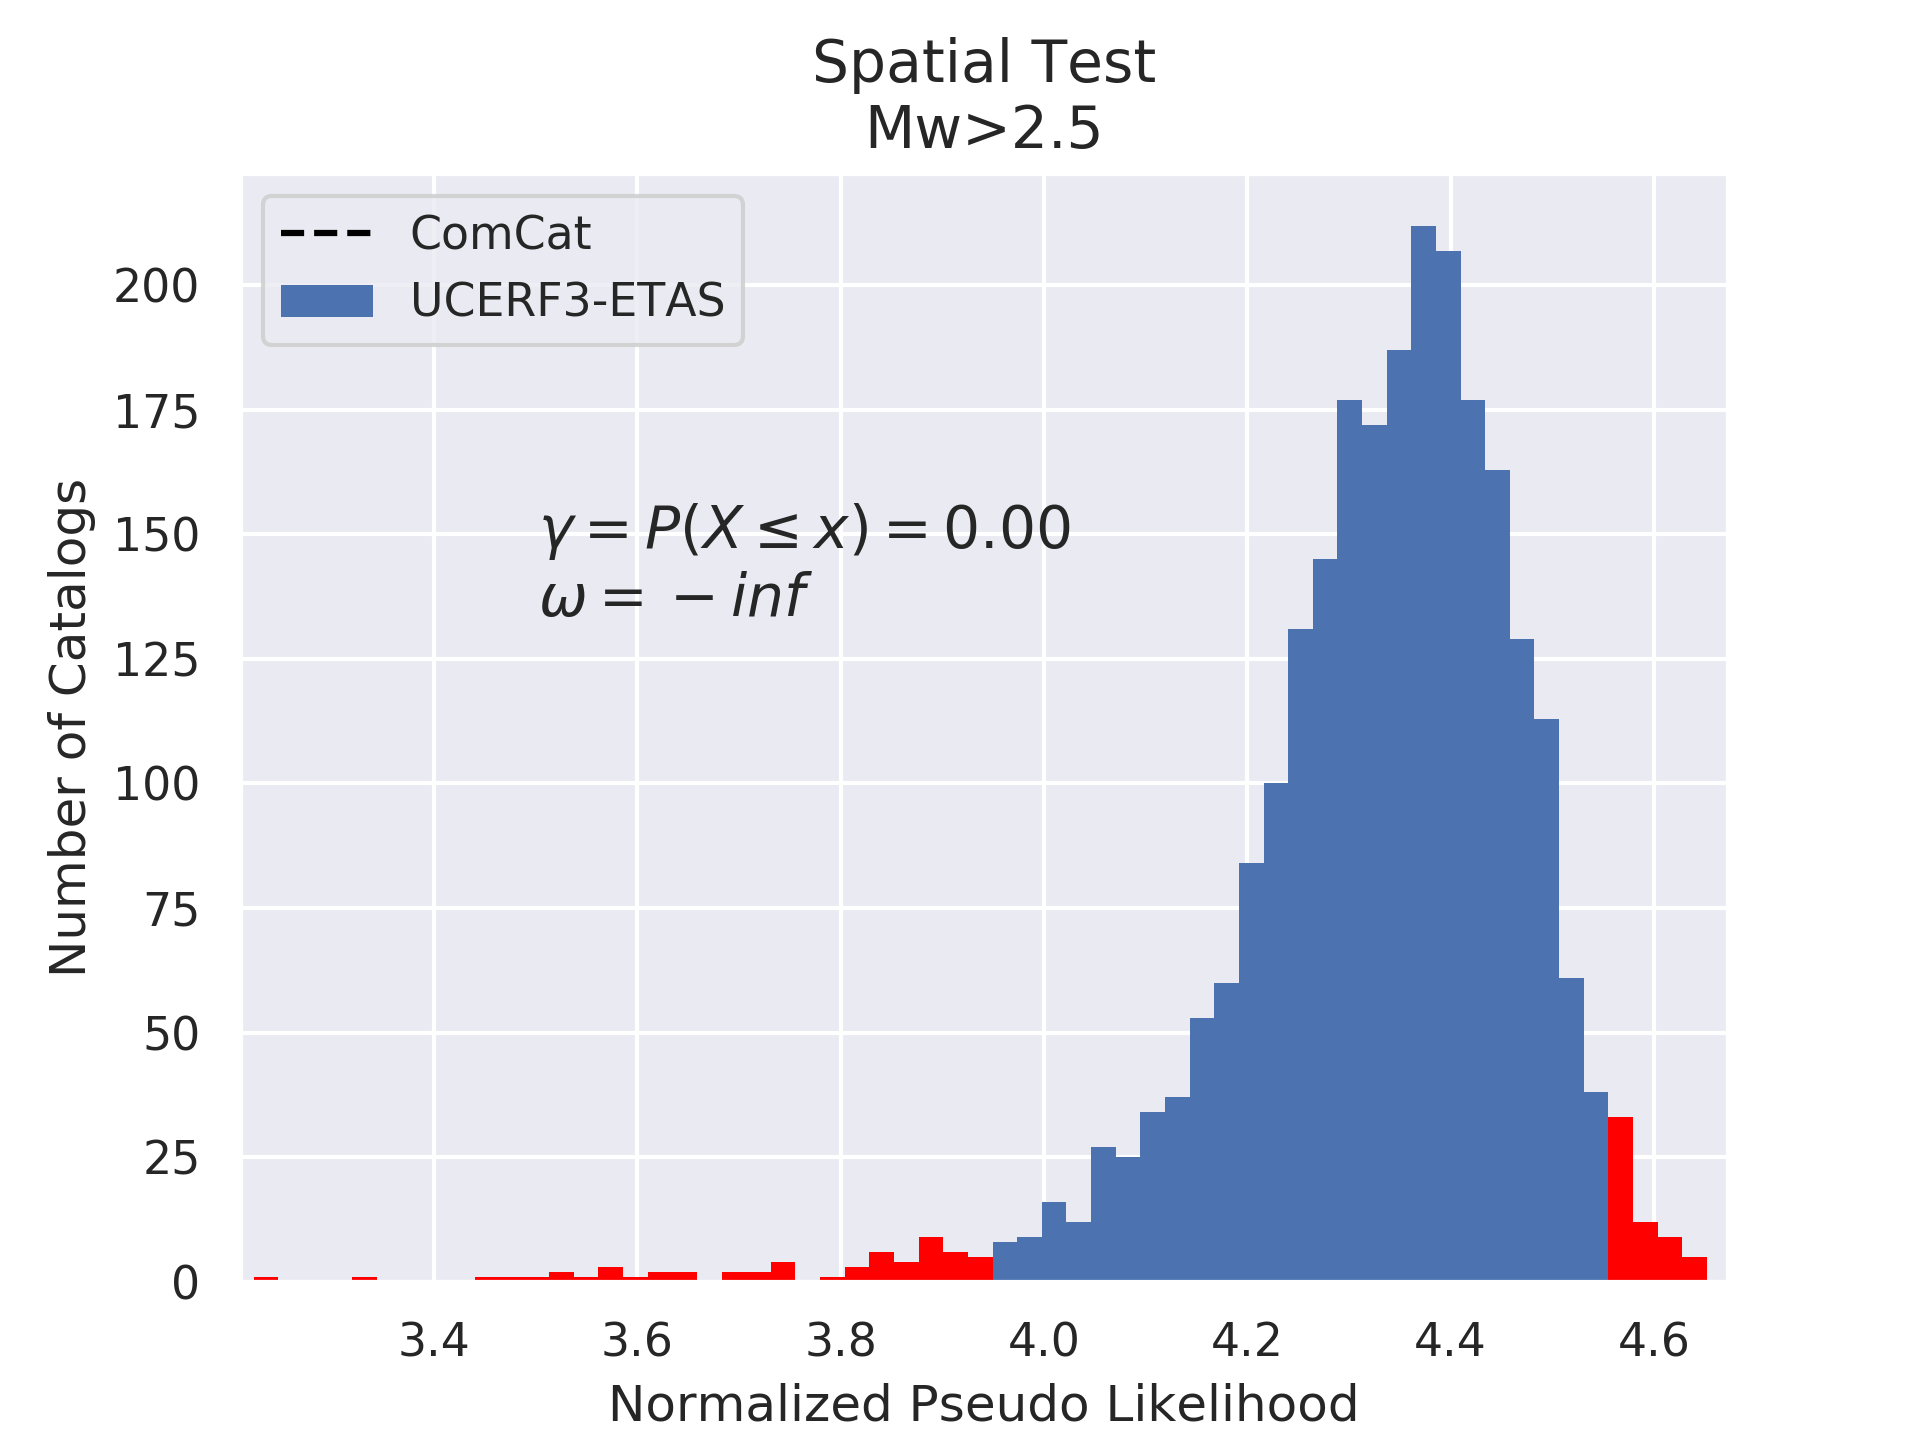 Spatial Test
Mw>2.5
ComCat
UCERF3-ETAS
γ = P(X ≤ x) = 0.00
ω = − inf
Number of Catalogs
200
175
150
125
100
75
50
25
0
3.4 3.6 3.8 4.0 4.2 4.4 4.6
Normalized Pseudo Likelihood